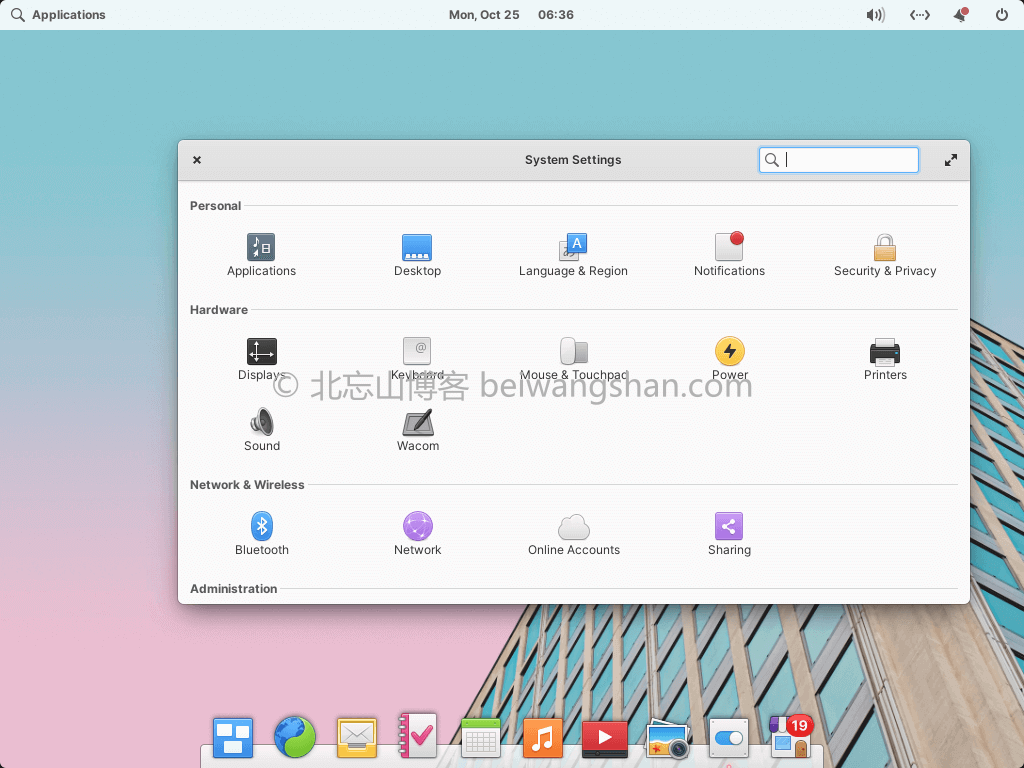 Applications
Mon, Oct 25 06:36
System Settings
Personal
Applications
Desktop
Language & Region
Notifications
Security & Privacy
Hardware
Displays
Keyboard
Mouse & Touchpad
Power
Printers
© 北忘山博客 beiwangshan.com
Sound
Wacom
Network & Wireless
Bluetooth
Network
Online Accounts
Sharing
Administration
19